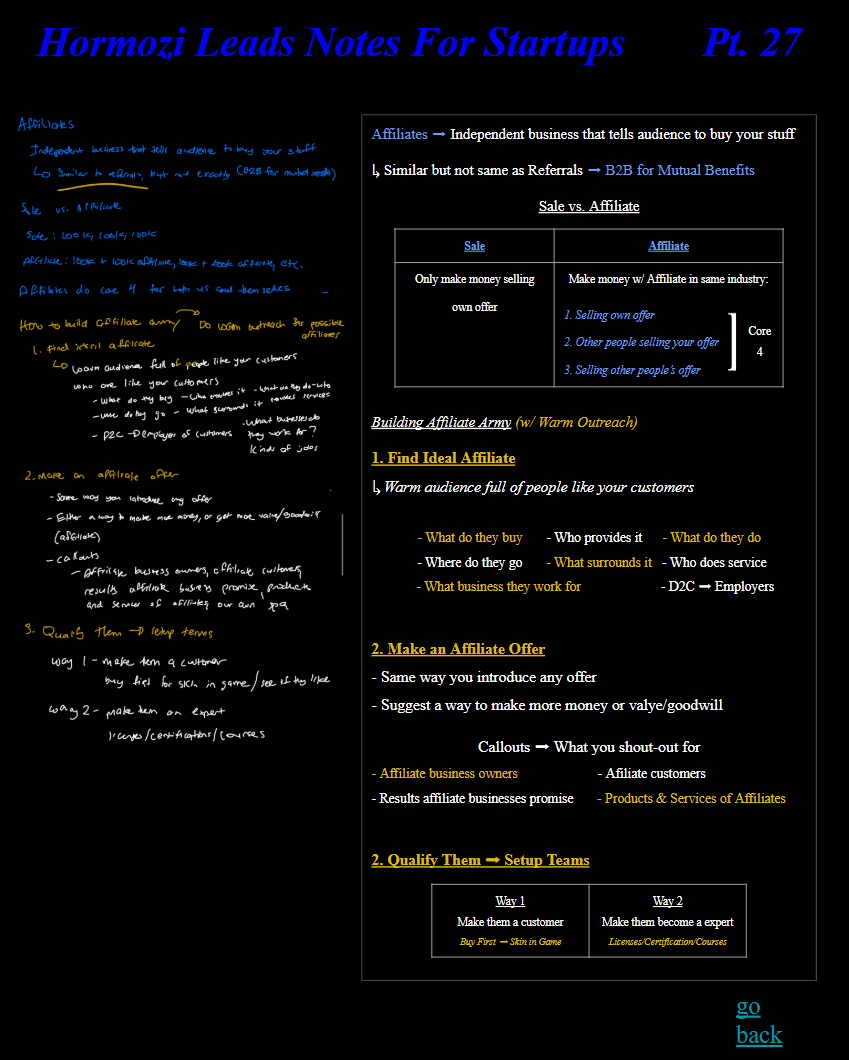 Hormozi Leads Notes For Startups Pt. 27
Affiliates
Independent business that tells audience to buy your stuff
↳ Similar to referrals, but not exactly (B2B for mutual needs)
Sale vs. Affiliate
Sale: 100k, 100k, 100k
Affiliate: 100k + 100k affiliate, 100k + 200k affiliate, etc.
Affiliates do core 4 for both us and themselves
How to build affiliate army → Do warm outreach for possible affiliates
1. Find ideal affiliate
↳ Warm audience full of people like your customers
who are like your customers
- What do they buy - who provides it - what do they do
- where do they go - What surrounds it services
- D2C → employers of customers . what businesses do they work for?
Kinds of jobs
2. Make an affiliate offer
- Same way you introduce any offer
- Either a way to make more money, or get more value/goodwill
(affiliate)
- callouts
- Affiliate business owners, affiliate customers,
results affiliate business promise, products
and services of affiliates, our own
3. Qualify Them → setup terms
way 1 - make them a customer
buy first for skin in game/see if they like
way 2 - make them an expert
licenses/certifications/courses
Affiliates → Independent business that tells audience to buy your stuff
↳ Similar but not same as Referrals → B2B for Mutual Benefits
Sale vs. Affiliate
Sale Affiliate
Only make money selling own offer
Make money w/ Affiliate in same industry:
1. Selling own offer
2. Other people selling your offer
3. Selling other people's offer
Core 4
Building Affiliate Army (w/ Warm Outreach)
1. Find Ideal Affiliate
↳ Warm audience full of people like your customers
- What do they buy - Who provides it - What do they do
- Where do they go - What surrounds it - Who does service
- What business they work for - D2C → Employers
2. Make an Affiliate Offer
- Same way you introduce any offer
- Suggest a way to make more money or valye/goodwill
Callouts → What you shout-out for
- Affiliate business owners - Afiliate customers
- Results affiliate businesses promise - Products & Services of Affiliates
2. Qualify Them → Setup Teams
Way 1 Way 2
Make them a customer Make them become a expert
Buy First → Skin in Game Licenses/Certification/Courses
go
back